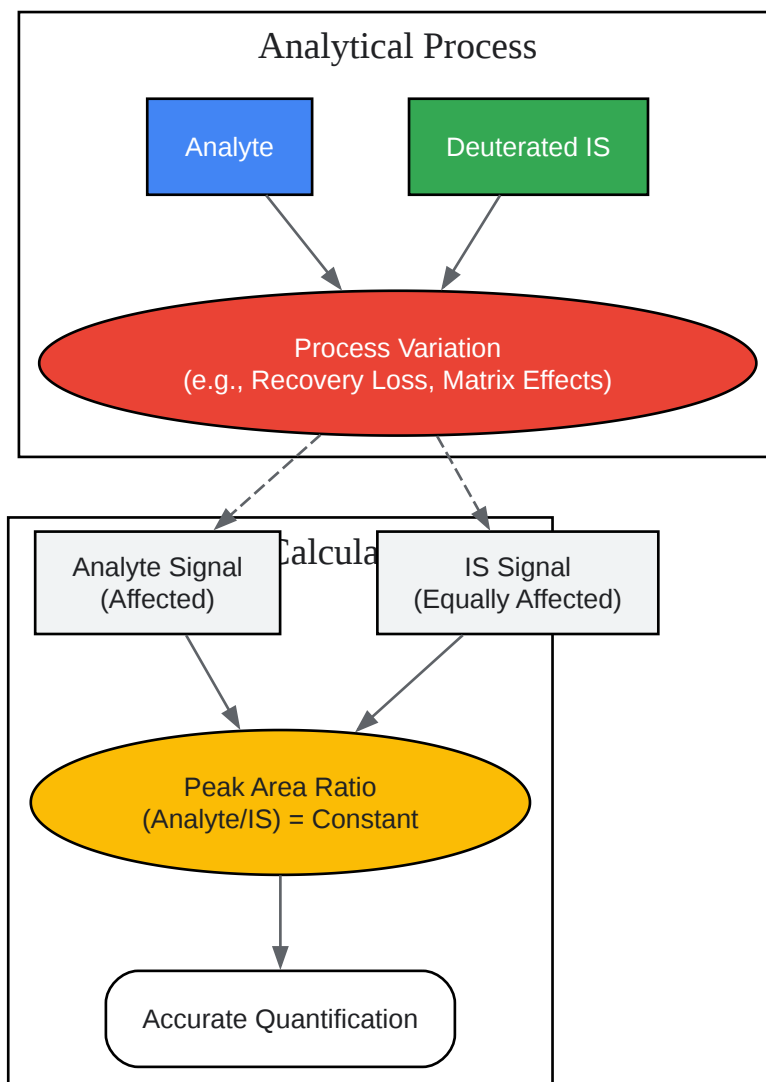 Analytical Process
Analyte
Deuterated IS
Process Variation
(e.g., Recovery Loss, Matrix Effects)
Analyte Signal
(Affected)
IS Signal
(Equally Affected)
Peak Area Ratio
(Analyte/IS) = Constant
Accurate Quantification